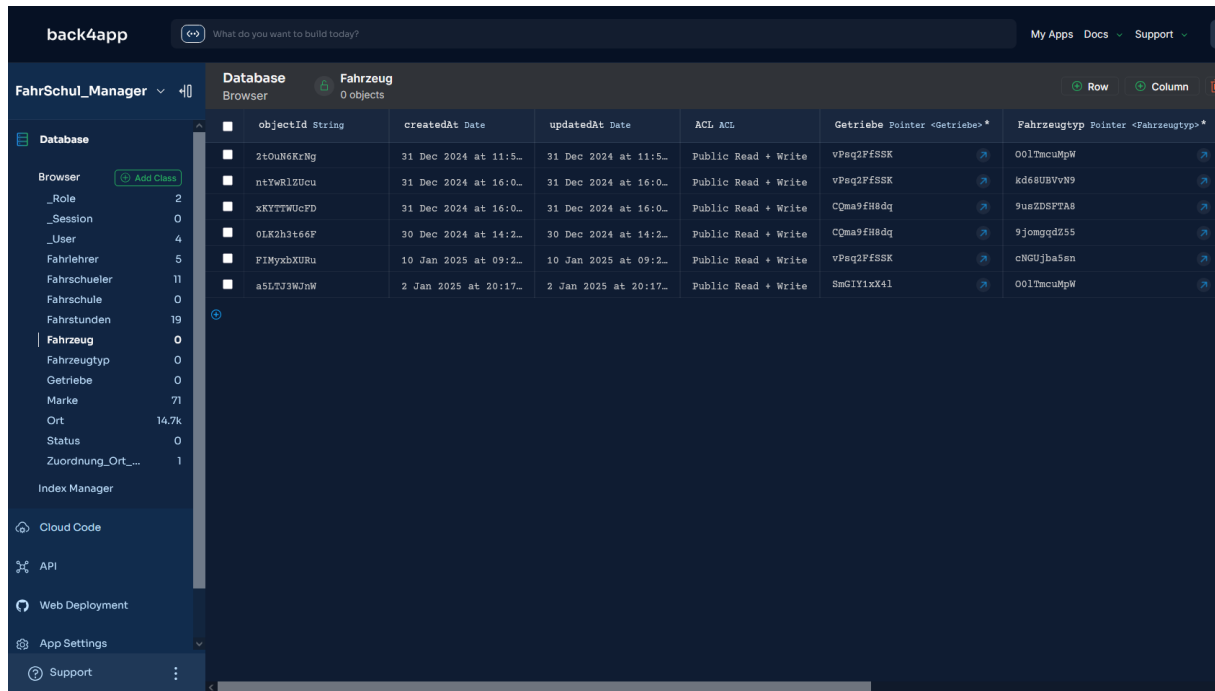 back4app
What do you want to build today?
My Apps Docs Support
FahrSchul_Manager
Database
Browser
Fahrzeug
0 objects
Row
Column
Database
Browser
Add Class
_Role 2
_Session 0
_User 4
Fahrlehrer 5
Fahrschueler 11
Fahrschule 0
Fahrstunden 19
Fahrzeug 0
Fahrzeugtyp 0
Getriebe 0
Marke 71
Ort 14.7k
Status 0
Zuordnung_Ort_... 1
Index Manager
Cloud Code
API
Web Deployment
App Settings
Support
objectId String createdAt Date updatedAt Date ACL ACL Getriebe Pointer <Getriebe>* Fahrzeugtyp Pointer <Fahrzeugtyp>*
2tOuN6KrNg 31 Dec 2024 at 11:5… 31 Dec 2024 at 11:5… Public Read + Write vPsq2FfSSK OOlTmcuMpW
ntYwRlZUcu 31 Dec 2024 at 16:0… 31 Dec 2024 at 16:0… Public Read + Write vPsq2FfSSK kd68UBVvN9
xKYTTWUcFD 31 Dec 2024 at 16:0… 31 Dec 2024 at 16:0… Public Read + Write CQma9fH8dq 9usZDSFTA8
0LK2h3t66F 30 Dec 2024 at 14:2… 30 Dec 2024 at 14:2… Public Read + Write CQma9fH8dq 9jomgqdZ55
FIMyxbXURu 10 Jan 2025 at 09:2… 10 Jan 2025 at 09:2… Public Read + Write vPsq2FfSSK cNGUjba5sn
a5LTJ3WJnW 2 Jan 2025 at 20:17… 2 Jan 2025 at 20:17… Public Read + Write SmGIY1xX4l OOlTmcuMpW